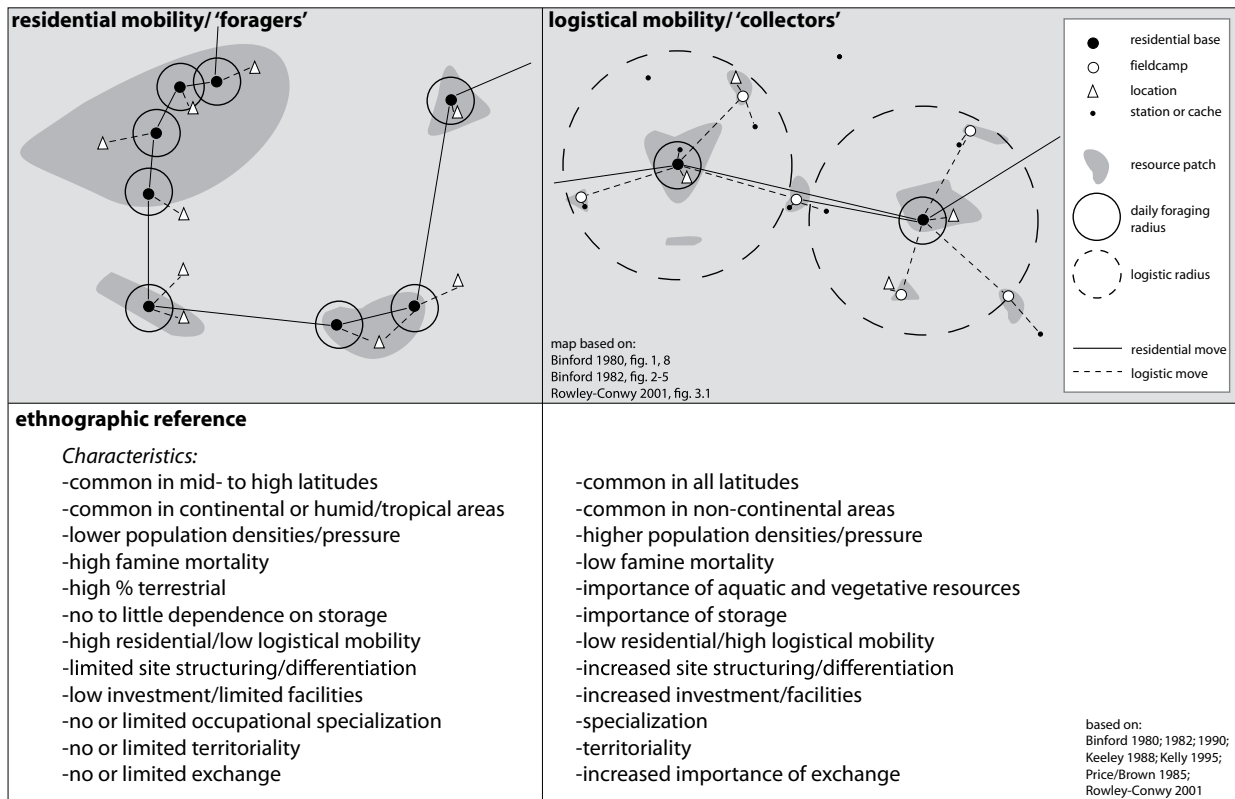 residential mobility/ ‘foragers’
logistical mobility/ ‘collectors’
residential base
fieldcamp
location
station or cache
resource patch
daily foraging
radius
logistic radius
residential move
logistic move
map based on:
Binford 1980, fig. 1, 8
Binford 1982, fig. 2-5
Rowley-Conwy 2001, fig. 3.1
ethnographic reference
Characteristics:
-common in mid- to high latitudes
-common in continental or humid/tropical areas
-lower population densities/pressure
-high famine mortality
-high % terrestrial
-no to little dependence on storage
-high residential/low logistical mobility
-limited site structuring/differentiation
-low investment/limited facilities
-no or limited occupational specialization
-no or limited territoriality
-no or limited exchange
-common in all latitudes
-common in non-continental areas
-higher population densities/pressure
-low famine mortality
-importance of aquatic and vegetative resources
-importance of storage
-low residential/high logistical mobility
-increased site structuring/differentiation
-increased investment/facilities
-specialization
-territoriality
-increased importance of exchange
based on:
Binford 1980; 1982; 1990;
Keeley 1988; Kelly 1995;
Price/Brown 1985;
Rowley-Conwy 2001